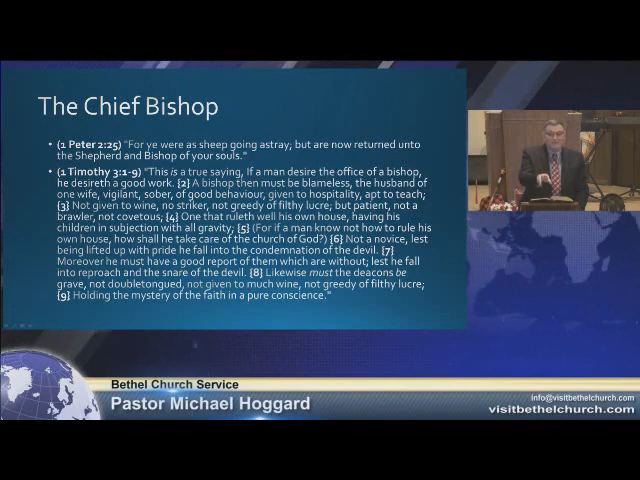 The Chief Bishop
• (1 Peter 2:25) "For ye were as sheep going astray; but are now returned unto
the Shepherd and Bishop of your souls."
• (1 Timothy 3:1-9) "This is a true saying, If a man desire the office of a bishop,
he desireth a good work. {2} A bishop then must be blameless, the husband of
one wife, vigilant, sober, of good behaviour, given to hospitality, apt to teach;
{3} Not given to wine, no striker, not greedy of filthy lucre; but patient, not a
brawler, not covetous; {4} One that ruleth well his own house, having his
children in subjection with all gravity; {5} (For if a man know not how to rule his
own house, how shall he take care of the church of God?) {6} Not a novice, lest
being lifted up with pride he fall into the condemnation of the devil. {7}
Moreover he must have a good report of them which are without; lest he fall
into reproach and the snare of the devil. {8} Likewise must the deacons be
grave, not doubletongued, not given to much wine, not greedy of filthy lucre;
{9} Holding the mystery of the faith in a pure conscience."
Bethel Church Service
Pastor Michael Hoggard
info@visitbethelchurch.com
visitbethelchurch.com